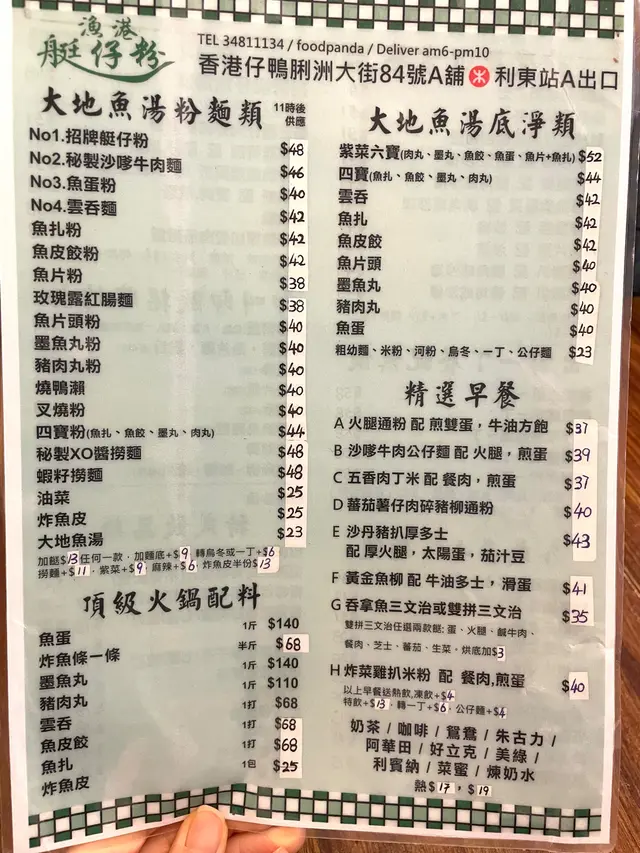 漁港
艇仔粉
TEL 34811134 / foodpanda / Deliver am6-pm10
香港仔鴨脷洲大街84號A舖 利東站A出口
大地魚湯粉麵類 11時後供應
No1.招牌艇仔粉 $48
No2.秘製沙嗲牛肉麵 $46
No3.魚蛋粉 $40
No4.雲吞麵 $42
魚扎粉 $42
魚皮餃粉 $42
魚片粉 $38
玫瑰露紅腸麵 $38
魚片頭粉 $40
墨魚丸粉 $40
豬肉丸粉 $40
燒鴨瀨 $40
叉燒粉 $40
四寶粉(魚扎、魚餃、墨丸、肉丸) $44
秘製XO醬撈麵 $48
蝦籽撈麵 $48
油菜 $25
炸魚皮 $25
大地魚湯 $23
加餸$13任何一款．加麵底+$9, 轉烏冬或一丁+$6
撈麵+$11．紫菜+$9, 麻辣+$6, 炸魚皮半份$13
頂級火鍋配料
魚蛋 1斤 $140
炸魚條一條 半斤 $68
墨魚丸 1斤 $140
豬肉丸 1斤 $110
雲吞 1打 $68
魚皮餃 1打 $68
魚扎 1打 $68
炸魚皮 1包 $25
大地魚湯底淨類
紫菜六寶(肉丸、墨丸、魚餃、魚蛋、魚片+魚扎) $52
四寶(魚扎、魚餃、墨丸、肉丸) $44
雲吞 $42
魚扎 $42
魚皮餃 $42
魚片頭 $40
墨魚丸 $40
豬肉丸 $40
魚蛋 $40
粗幼麵、米粉、河粉、烏冬、一丁、公仔麵 $23
精選早餐
A 火腿通粉 配 煎雙蛋，牛油方飽 $37
B 沙嗲牛肉公仔麵 配 火腿，煎蛋 $39
C 五香肉丁米 配 餐肉，煎蛋 $37
D 蕃茄薯仔肉碎豬柳通粉 $40
E 沙丹豬扒厚多士
配 厚火腿，太陽蛋，茄汁豆 $43
F 黃金魚柳 配 牛油多士，滑蛋 $41
G 吞拿魚三文治或雙拼三文治 $35
雙拼三文治任選兩款餸: 蛋、火腿、鹹牛肉、
餐肉、芝士、蕃茄、生菜，烘底加$3
H 炸菜雞扒米粉 配 餐肉,煎蛋 $40
以上早餐送熱飲,凍飲+$4
特飲+$13，轉一丁+$6, 公仔麵+$4
奶茶 / 咖啡 / 鴛鴦 / 朱古力 /
阿華田 / 好立克 / 美綠 /
利賓納 / 菜蜜 / 煉奶水
熱$17，$19